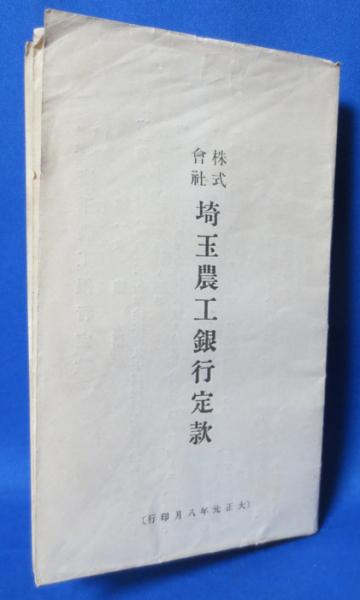 株式
會社
埼玉農工銀行定款
(大正元年八月印行)